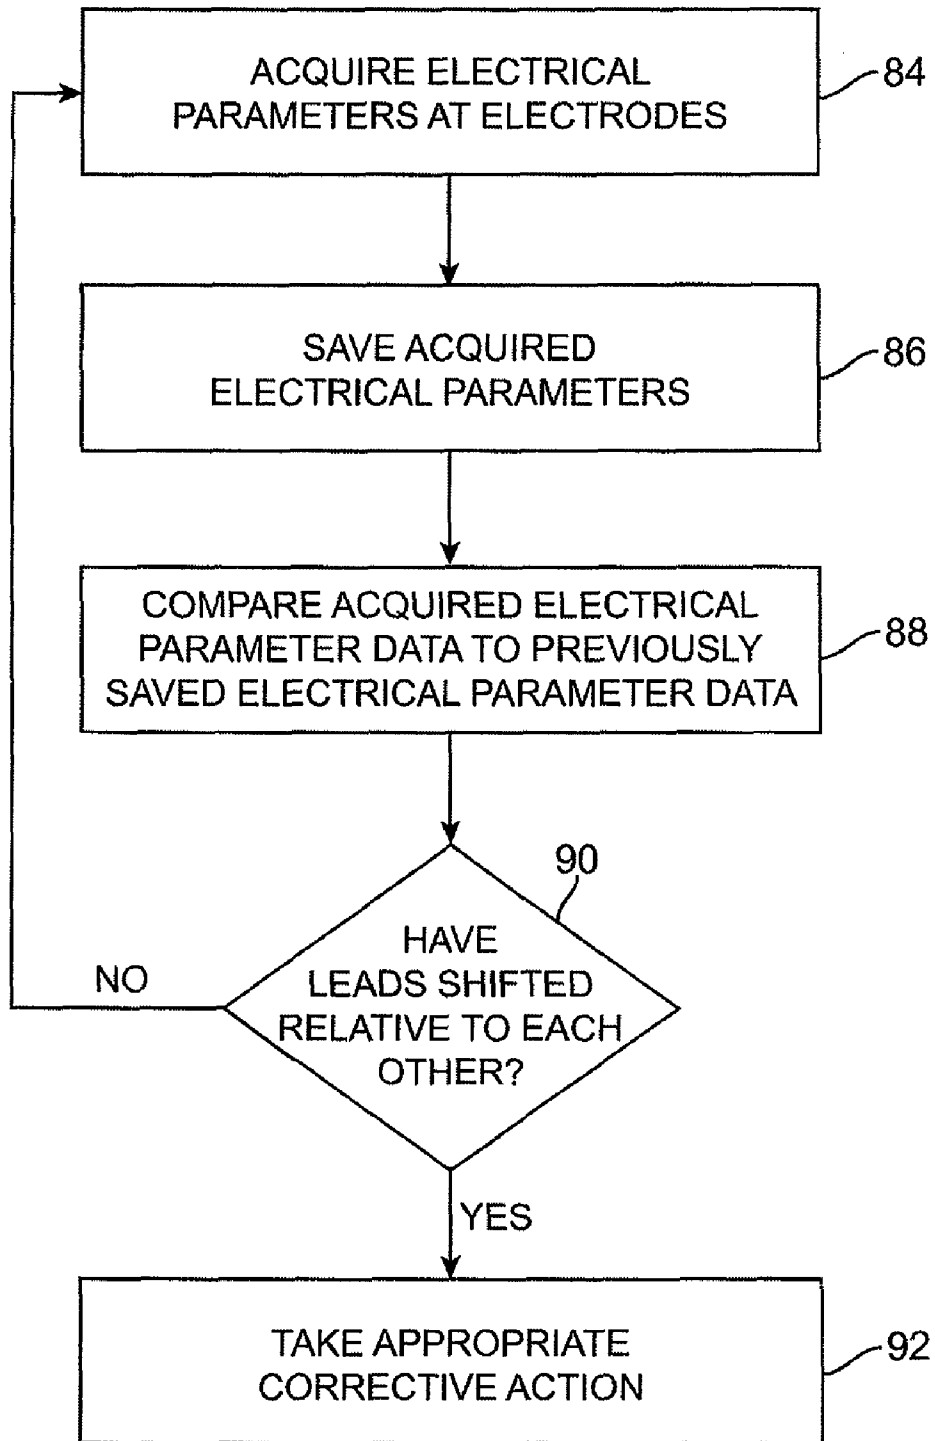 ACQUIRE ELECTRICAL
PARAMETERS AT ELECTRODES
84
SAVE ACQUIRED
ELECTRICAL PARAMETERS
86
COMPARE ACQUIRED ELECTRICAL
PARAMETER DATA TO PREVIOUSLY
SAVED ELECTRICAL PARAMETER DATA
88
90
HAVE
LEADS SHIFTED
RELATIVE TO EACH
OTHER?
NO
YES
TAKE APPROPRIATE
CORRECTIVE ACTION
92